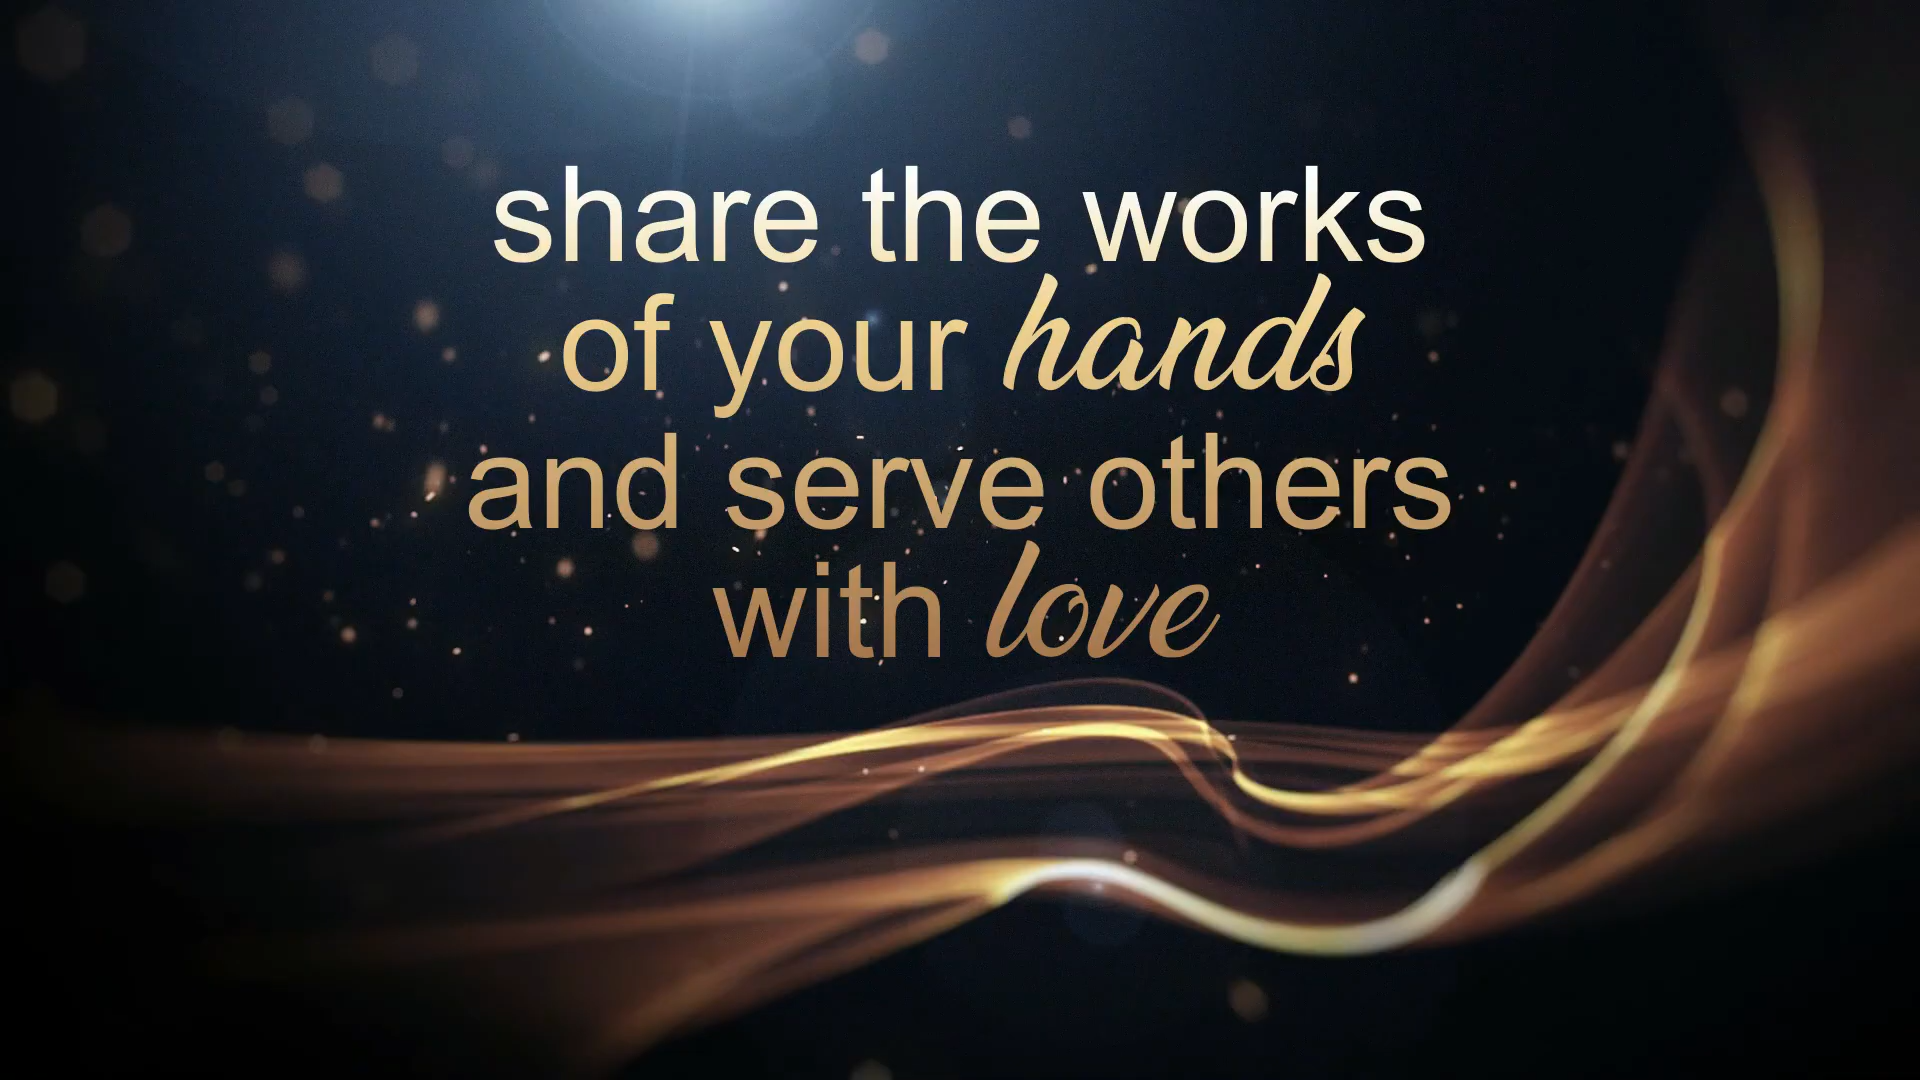 share the works
of your hands
and serve others
with love